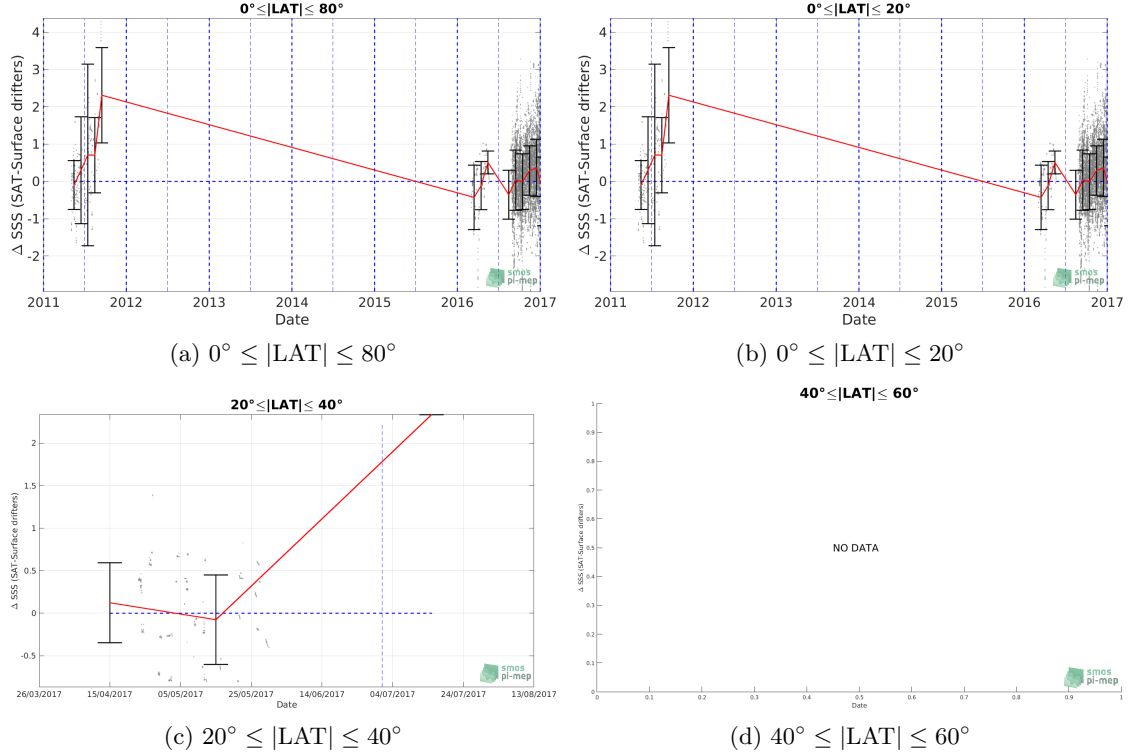 0°≤|LAT|≤ 80°
Δ SSS (SAT-Surface drifters)
4
3
2
1
0
-1
-2
2011 2012 2013 2014 2015 2016 2017
Date
smos
pi-mep
(a) 0° ≤ |LAT| ≤ 80°
0°≤|LAT|≤ 20°
Δ SSS (SAT-Surface drifters)
4
3
2
1
0
-1
-2
2011 2012 2013 2014 2015 2016 2017
Date
smos
pi-mep
(b) 0° ≤ |LAT| ≤ 20°
20°≤|LAT|≤ 40°
Δ SSS (SAT-Surface drifters)
2
1.5
1
0.5
0
-0.5
26/03/2017 15/04/2017 05/05/2017 25/05/2017 14/06/2017 04/07/2017 24/07/2017 13/08/2017
Date
smos
pi-mep
(c) 20° ≤ |LAT| ≤ 40°
40°≤|LAT|≤ 60°
Δ SSS (SAT-Surface drifters)
1
0.9
0.8
0.7
0.6
0.5
0.4
0.3
0.2
0.1
0
NO DATA
0 0.1 0.2 0.3 0.4 0.5 0.6 0.7 0.8 0.9 1
Date
smos
pi-mep
(d) 40° ≤ |LAT| ≤ 60°